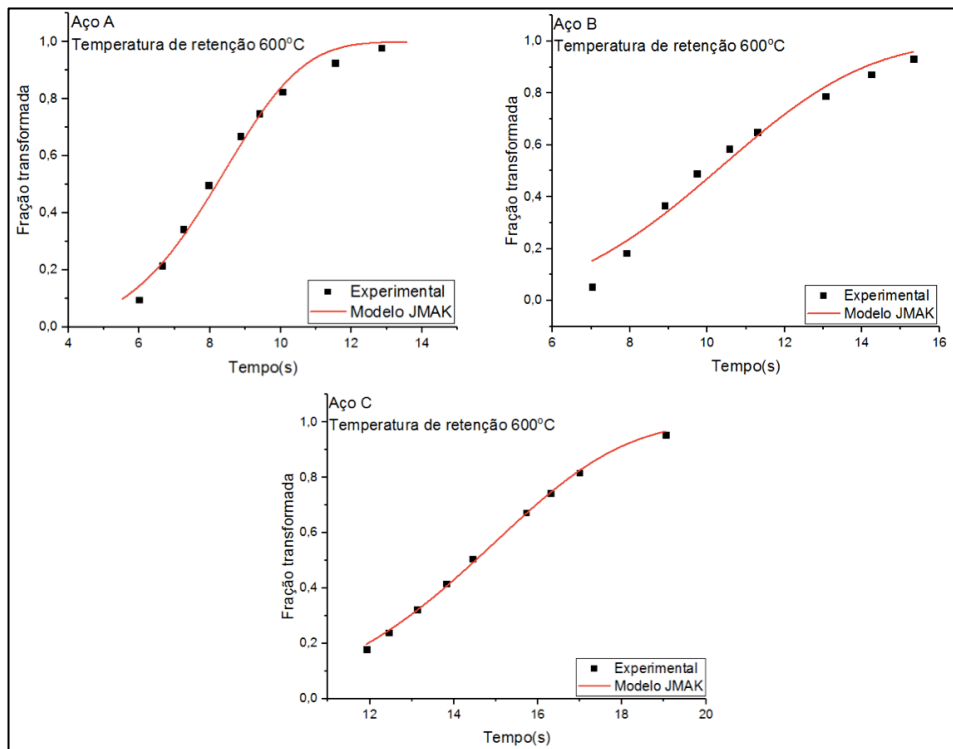 Aço A
Temperatura de retenção 600°C
1,0
0,8
0,6
0,4
0,2
0,0
Fração transformada
4
6
8
10
12
14
Tempo(s)
Experimental
Modelo JMAK
Aço B
Temperatura de retenção 600°C
1,0
0,8
0,6
0,4
0,2
0,0
Fração transformada
6
8
10
12
14
16
Tempo(s)
Experimental
Modelo JMAK
Aço C
Temperatura de retenção 600°C
1,0
0,8
0,6
0,4
0,2
0,0
Fração transformada
12
14
16
18
20
Tempo(s)
Experimental
Modelo JMAK